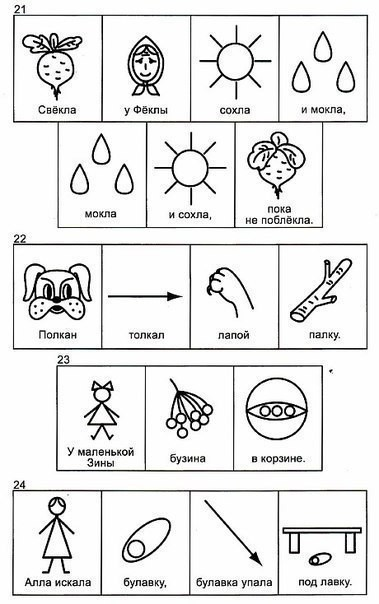 21
Свёкла у Фёклы сохла и мокла,
мокла и сохла, пока
не поблёкла.
22
Полкан толкал лапой палку.
23
У маленькой
Зины бузина в корзине.
24
Алла искала булавку, булавка упала под лавку.